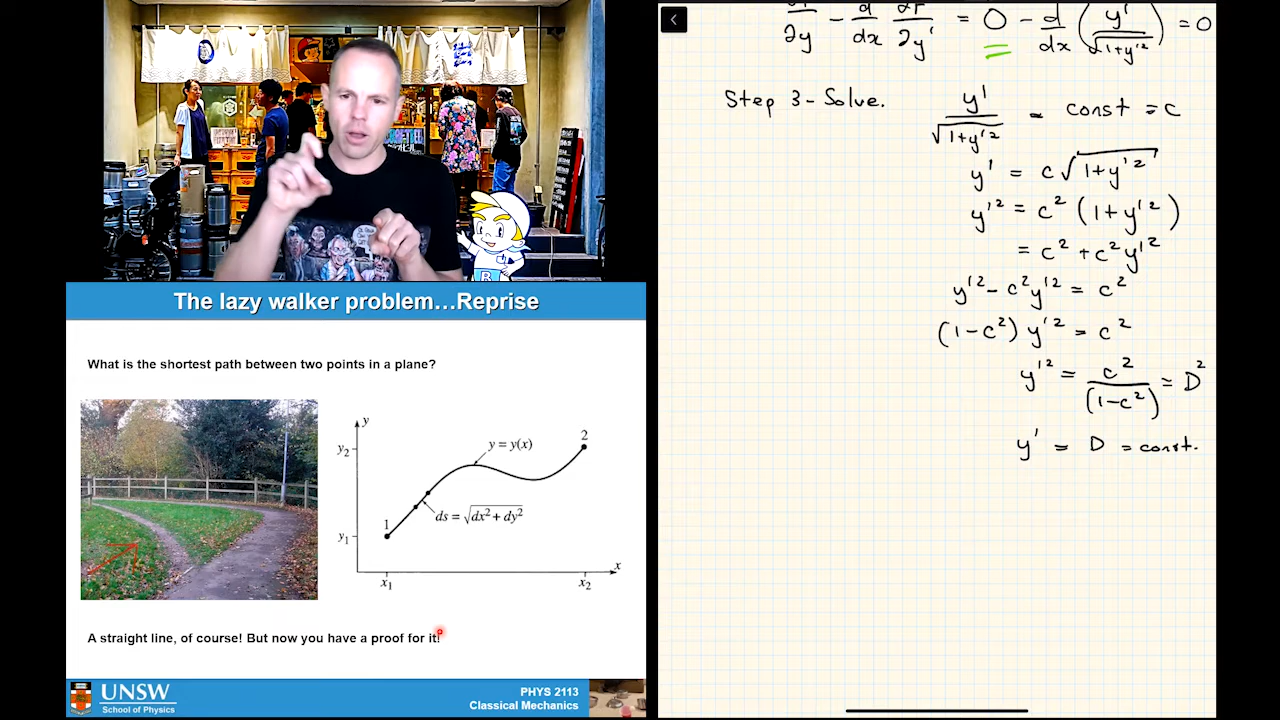 The lazy walker problem…Reprise
What is the shortest path between two points in a plane?
y
y₂
y = y(x)
2
1
ds = √(dx² + dy²)
y₁
x
x₁
x₂
A straight line, of course! But now you have a proof for it!
UNSW
School of Physics
PHYS 2113
Classical Mechanics
∂F/∂y − d/dx ∂F/∂y' = 0 − d/dx (y'/√(1+y'²)) = 0
Step 3 - Solve. y'/√(1+y'²) = const = c
y' = c√(1+y'²)
y'² = c² (1+y'²)
= c² + c²y'²
y'² − c²y'² = c²
(1−c²) y'² = c²
y'² = c²/(1−c²) = D²
y' = D = const.